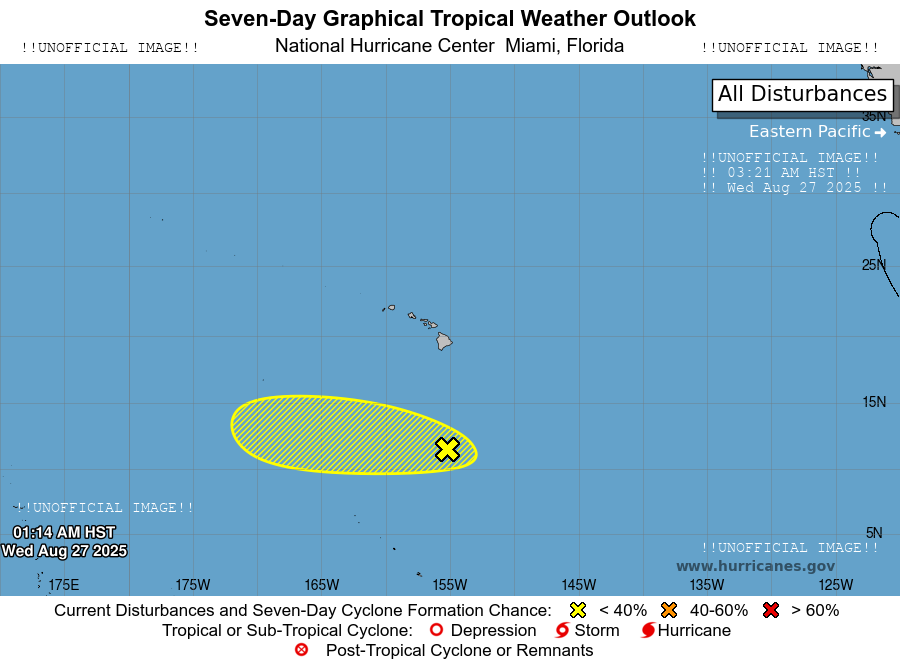 Seven-Day Graphical Tropical Weather Outlook
!!UNOFFICIAL IMAGE!! National Hurricane Center Miami, Florida !!UNOFFICIAL IMAGE!!
All Disturbances
35N
Eastern Pacific
!!UNOFFICIAL IMAGE!!
!! 03:21 AM HST !!
!! Wed Aug 27 2025 !!
25N
15N
!!UNOFFICIAL IMAGE!!
01:14 AM HST
Wed Aug 27 2025
5N
!!UNOFFICIAL IMAGE!!
www.hurricanes.gov
175E 175W 165W 155W 145W 135W 125W
Current Disturbances and Seven-Day Cyclone Formation Chance: < 40% 40-60% > 60%
Tropical or Sub-Tropical Cyclone: Depression Storm Hurricane
Post-Tropical Cyclone or Remnants